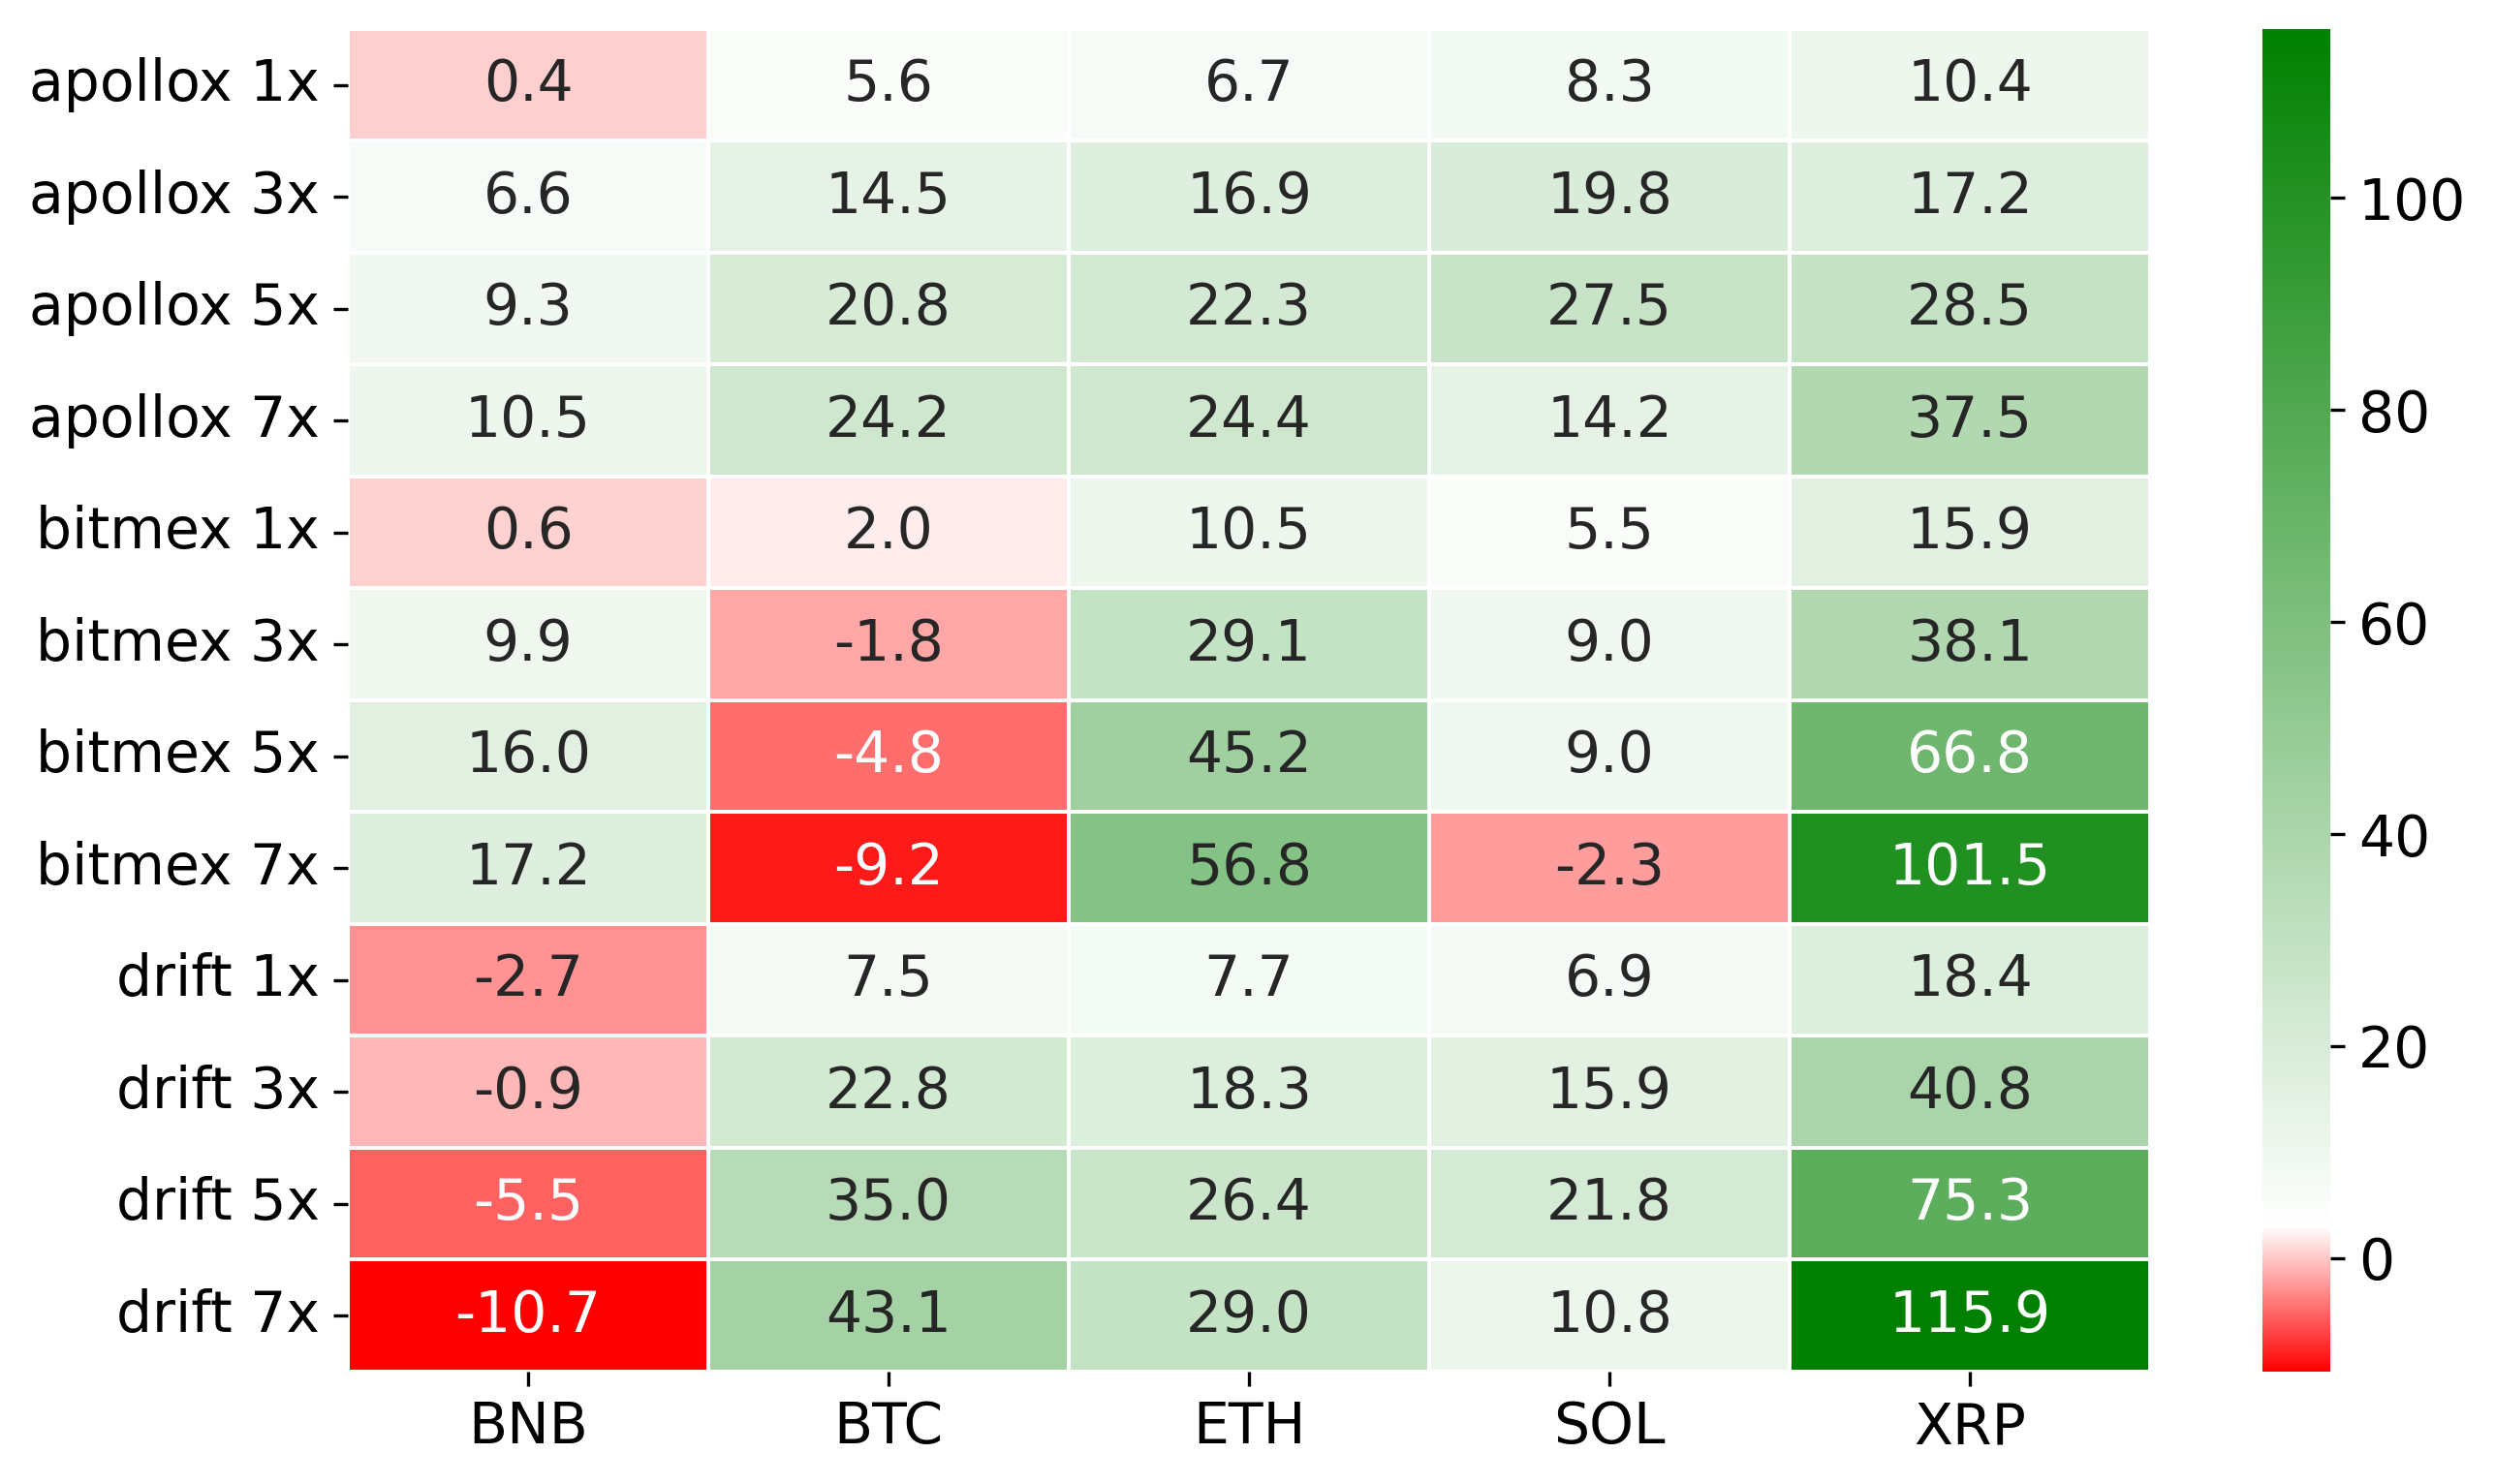 apollox 1x 0.4 5.6 6.7 8.3 10.4
apollox 3x 6.6 14.5 16.9 19.8 17.2
apollox 5x 9.3 20.8 22.3 27.5 28.5
apollox 7x 10.5 24.2 24.4 14.2 37.5
bitmex 1x 0.6 2.0 10.5 5.5 15.9
bitmex 3x 9.9 -1.8 29.1 9.0 38.1
bitmex 5x 16.0 -4.8 45.2 9.0 66.8
bitmex 7x 17.2 -9.2 56.8 -2.3 101.5
drift 1x -2.7 7.5 7.7 6.9 18.4
drift 3x -0.9 22.8 18.3 15.9 40.8
drift 5x -5.5 35.0 26.4 21.8 75.3
drift 7x -10.7 43.1 29.0 10.8 115.9
BNB BTC ETH SOL XRP
100
80
60
40
20
0